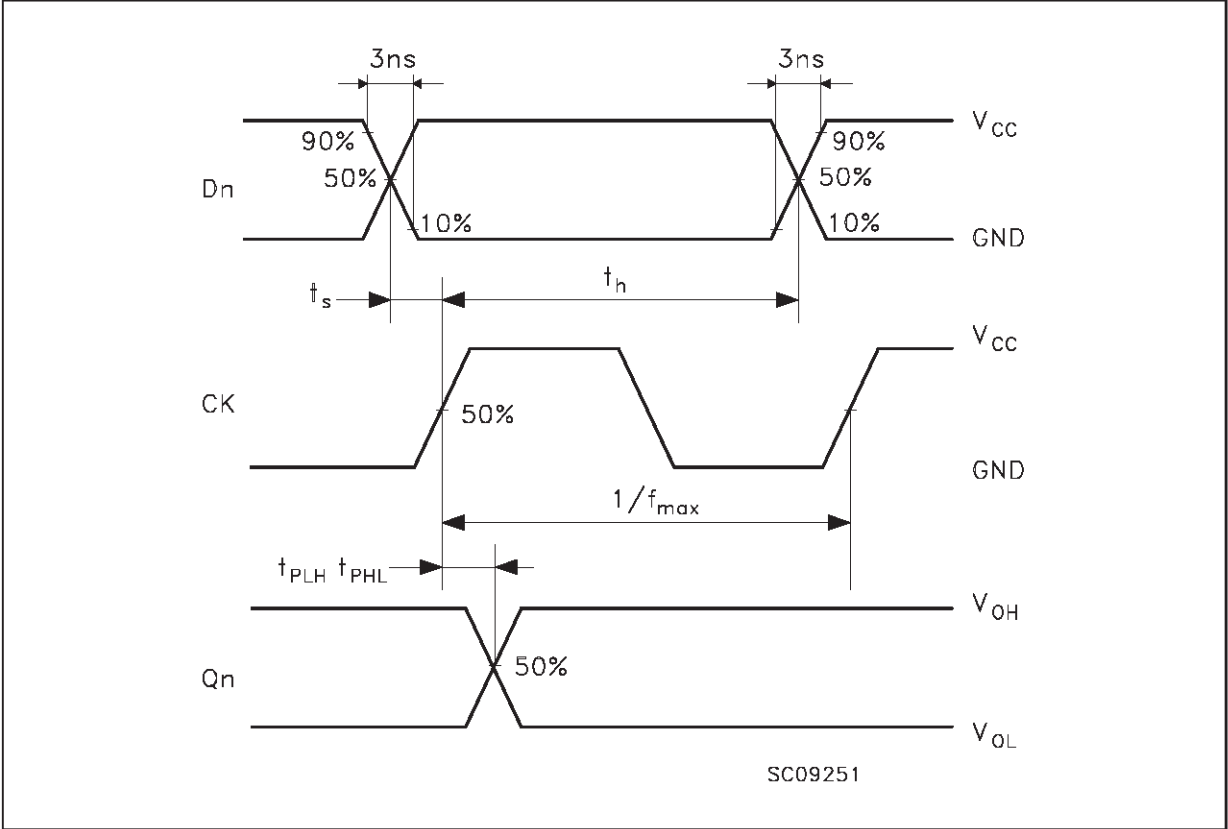 3ns
3ns
V_CC
90%
90%
50%
50%
Dn
10%
10%
GND
t_s
t_h
V_CC
CK
50%
GND
1/f_max
t_PLH t_PHL
V_OH
50%
Qn
V_OL
SC09251